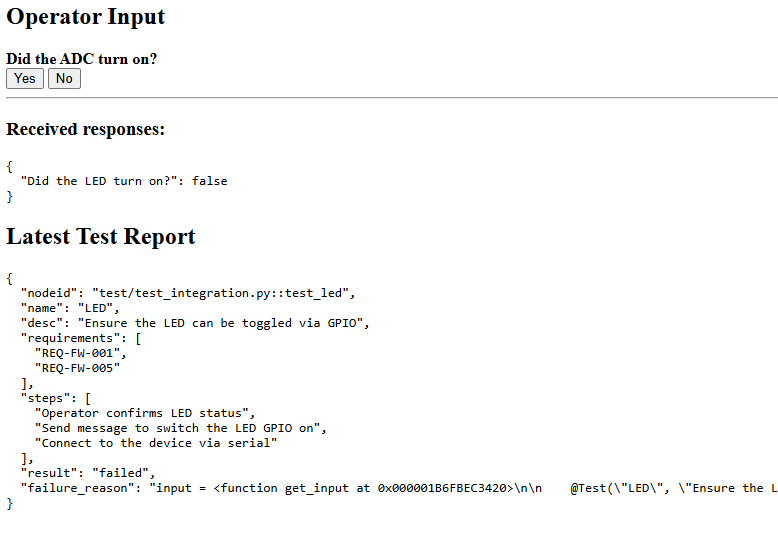 Operator Input
Did the ADC turn on?
Yes No
Received responses:
{
  "Did the LED turn on?": false
}
Latest Test Report
{
  "nodeid": "test/test_integration.py::test_led",
  "name": "LED",
  "desc": "Ensure the LED can be toggled via GPIO",
  "requirements": [
    "REQ-FW-001",
    "REQ-FW-005"
  ],
  "steps": [
    "Operator confirms LED status",
    "Send message to switch the LED GPIO on",
    "Connect to the device via serial"
  ],
  "result": "failed",
  "failure_reason": "input = <function get_input at 0x000001B6FBEC3420>\n\n    @Test(\"LED\", \"Ensure the L
}